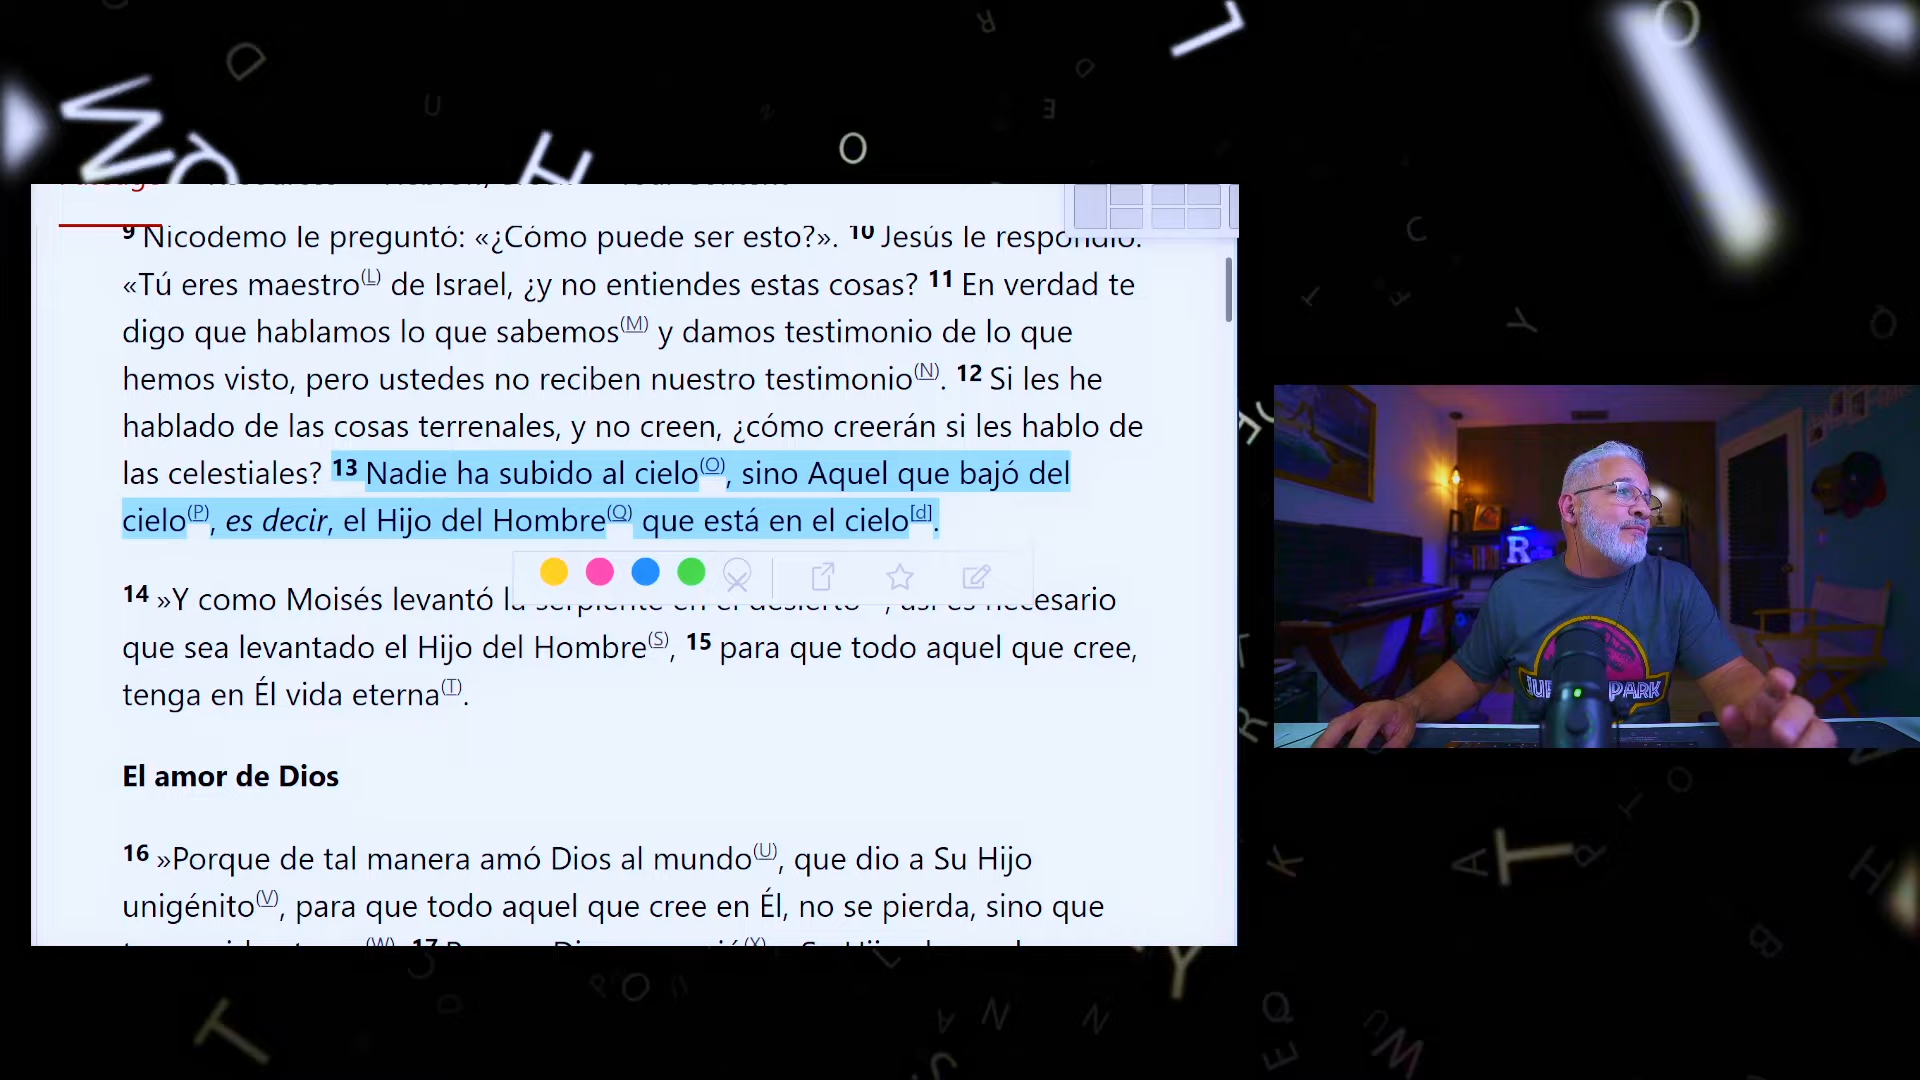 9 Nicodemo le preguntó: «¿Cómo puede ser esto?». 10 Jesús le respondió:
«Tú eres maestro(L) de Israel, ¿y no entiendes estas cosas? 11 En verdad te
digo que hablamos lo que sabemos(M) y damos testimonio de lo que
hemos visto, pero ustedes no reciben nuestro testimonio(N). 12 Si les he
hablado de las cosas terrenales, y no creen, ¿cómo creerán si les hablo de
las celestiales? 13 Nadie ha subido al cielo(O), sino Aquel que bajó del
cielo(P), es decir, el Hijo del Hombre(Q) que está en el cielo[d].
14 »Y como Moisés levantó la serpiente en el desierto, así es necesario
que sea levantado el Hijo del Hombre(S), 15 para que todo aquel que cree,
tenga en Él vida eterna(T).
El amor de Dios
16 »Porque de tal manera amó Dios al mundo(U), que dio a Su Hijo
unigénito(V), para que todo aquel que cree en Él, no se pierda, sino que
R
JUR PARK